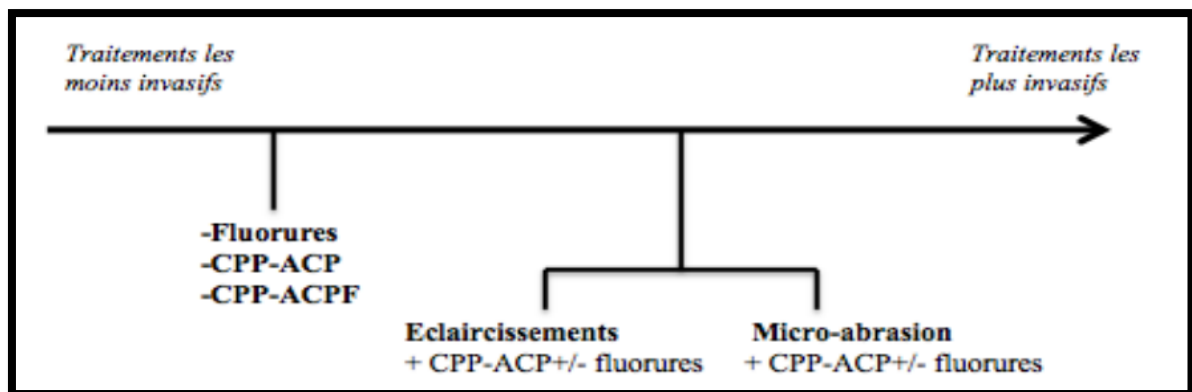 Traitements les
moins invasifs
Traitements les
plus invasifs
-Fluorures
-CPP-ACP
-CPP-ACPF
Eclaircissements
+ CPP-ACP+/- fluorures
Micro-abrasion
+ CPP-ACP+/- fluorures